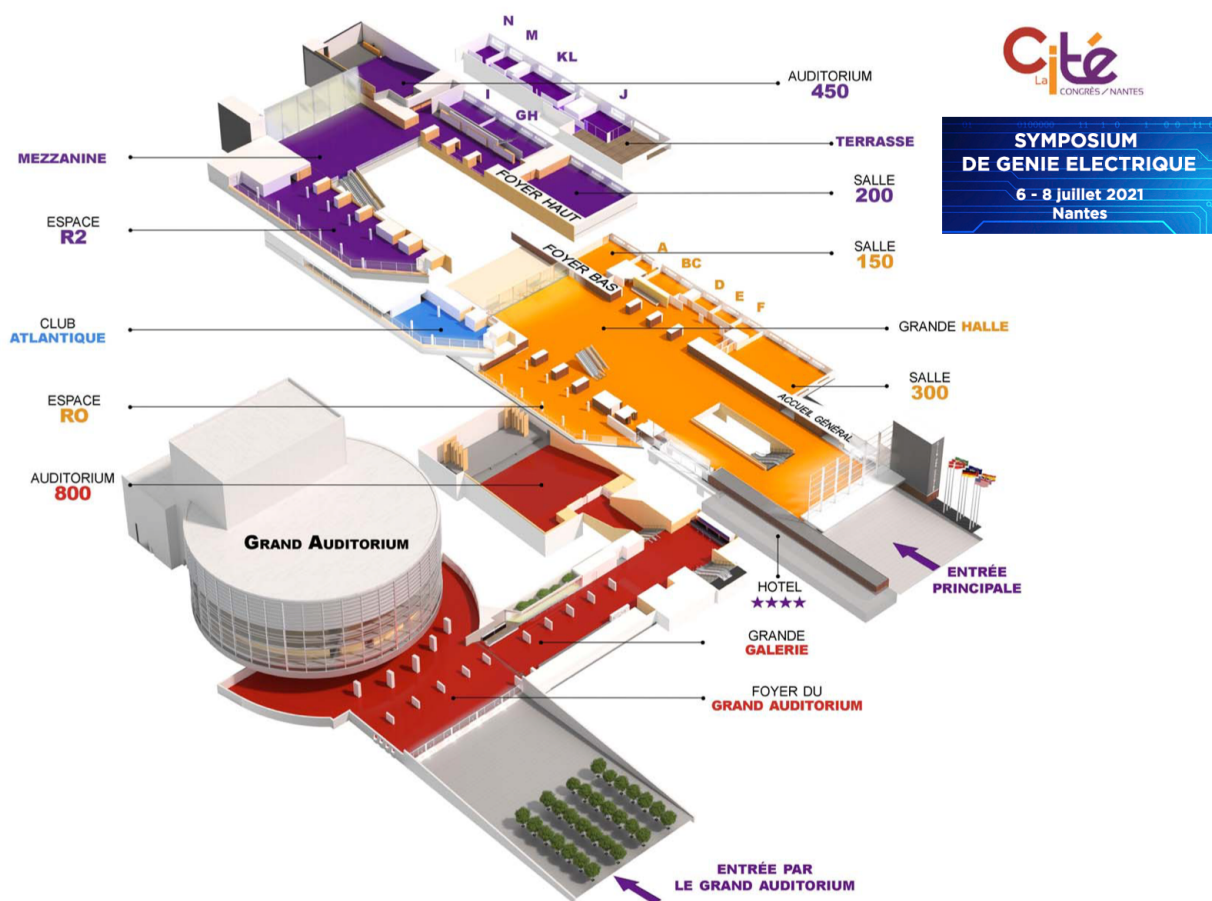 La Cité
CONGRÈS / NANTES
SYMPOSIUM
DE GENIE ELECTRIQUE
6 - 8 juillet 2021
Nantes
N
M
KL
J
I
GH
AUDITORIUM
450
TERRASSE
MEZZANINE
SALLE
200
FOYER HAUT
ESPACE
R2
FOYER BAS
A
BC
D
E
F
SALLE
150
CLUB
ATLANTIQUE
GRANDE HALLE
ESPACE
RO
SALLE
300
ACCUEIL GÉNÉRAL
AUDITORIUM
800
GRAND AUDITORIUM
HOTEL
★★★★
ENTRÉE
PRINCIPALE
GRANDE
GALERIE
FOYER DU
GRAND AUDITORIUM
ENTRÉE PAR
LE GRAND AUDITORIUM